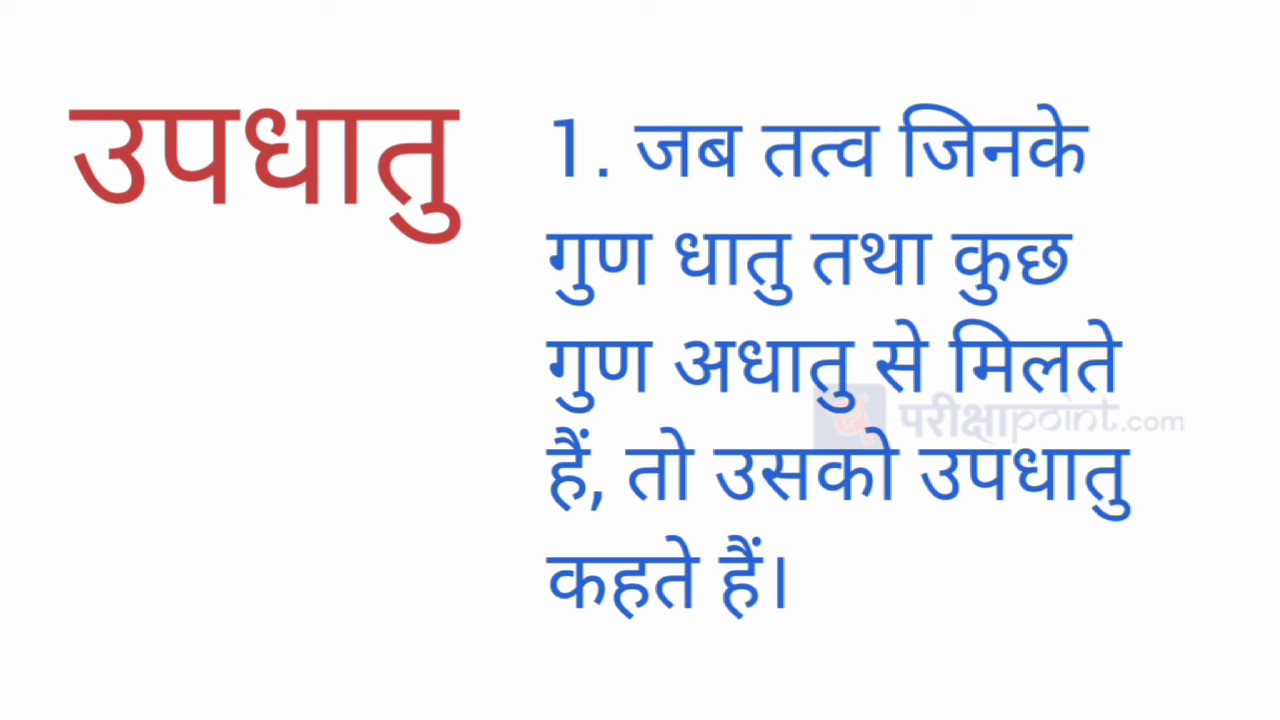 उपधातु
1. जब तत्व जिनके
गुण धातु तथा कुछ
गुण अधातु से मिलते
हैं, तो उसको उपधातु
कहते हैं।
परीक्षाpoint.com